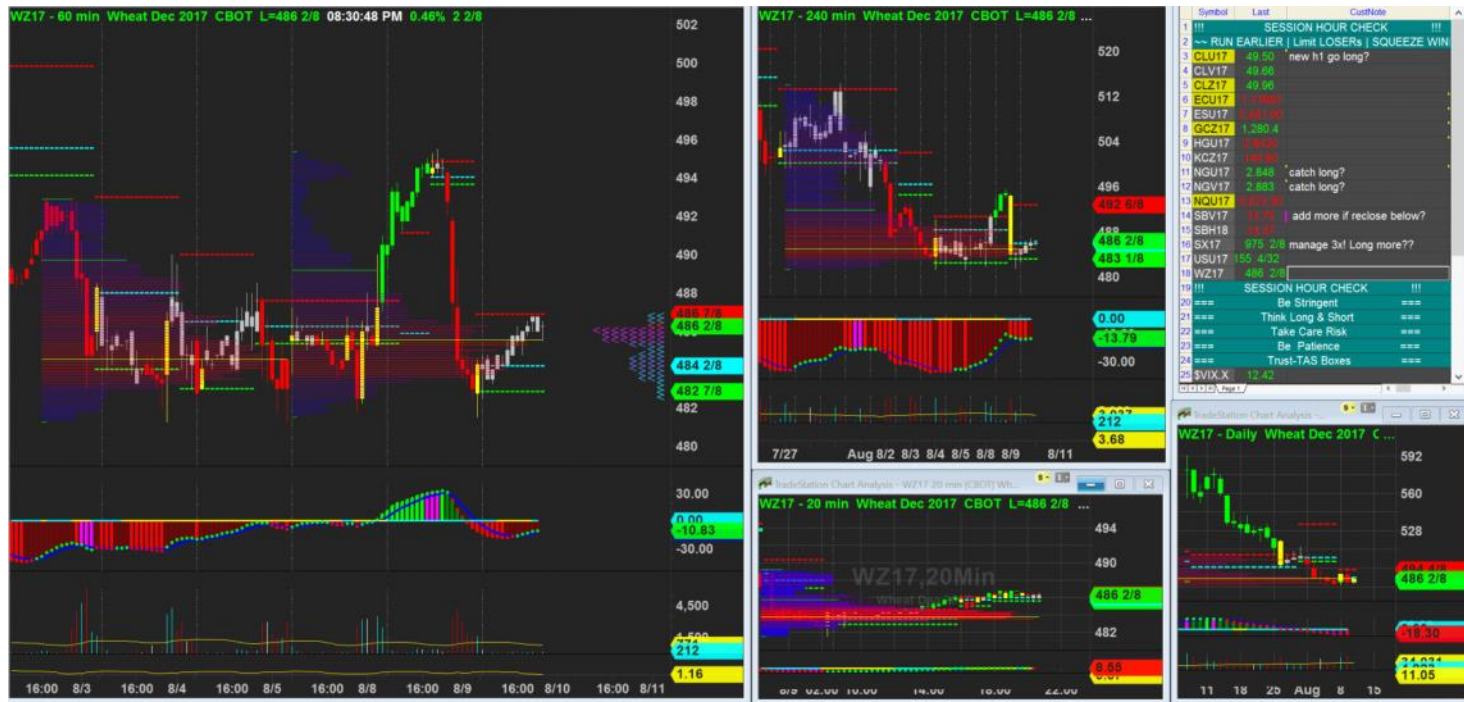 WZ17 - 60 min Wheat Dec 2017 CBOT L=486 2/8 08:30:48 PM 0.46% 2 2/8
502
500
498
496
494
492
490
488
486 7/8
486 2/8
484 2/8
482 7/8
482
480
30.00
0.00
-10.83
-30.00
4,500
212
1.16
16:00 8/3 16:00 8/4 16:00 8/5 16:00 8/8 16:00 8/9 16:00 8/10 16:00 8/11
WZ17 - 240 min Wheat Dec 2017 CBOT L=486 2/8 ...
520
512
504
496
492 6/8
488
486 2/8
483 1/8
480
0.00
-13.79
-30.00
212
3.68
7/27 Aug 8/2 8/3 8/4 8/5 8/8 8/9 8/11
TradeStation Chart Analysis - WZ17 20 min [CBOT] Wh...
WZ17 - 20 min Wheat Dec 2017 CBOT L=486 2/8 ...
494
490
WZ17,20Min
486 2/8
482
8.55
8/9 02:00 10:00 14:00 18:00 22:00
Symbol Last CustNote
1 !!! SESSION HOUR CHECK !!!
2 ~~ RUN EARLIER | Limit LOSERs | SQUEEZE WIN
3 CLU17 49.50 new h1 go long?
4 CLV17 49.66
5 CLZ17 49.96
6 ECU17
7 ESU17
8 GCZ17 1,280.4
9 HGU17
10 KCZ17
11 NGU17 2.848 catch long?
12 NGV17 2.883 catch long?
13 NQU17
14 SBV17 add more if reclose below?
15 SBH18
16 SX17 975 2/8 manage 3x! Long more??
17 USU17 155 4/32
18 WZ17 486 2/8
19 !!! SESSION HOUR CHECK !!!
20 === Be Stringent ===
21 === Think Long & Short ===
22 === Take Care Risk ===
23 === Be Patience ===
24 === Trust-TAS Boxes ===
25 $VIX.X 12.42
Page 1
TradeStation Chart Analysis -...
WZ17 - Daily Wheat Dec 2017 C ...
592
560
528
486 2/8
-18.30
11.05
11 18 25 Aug 8 15